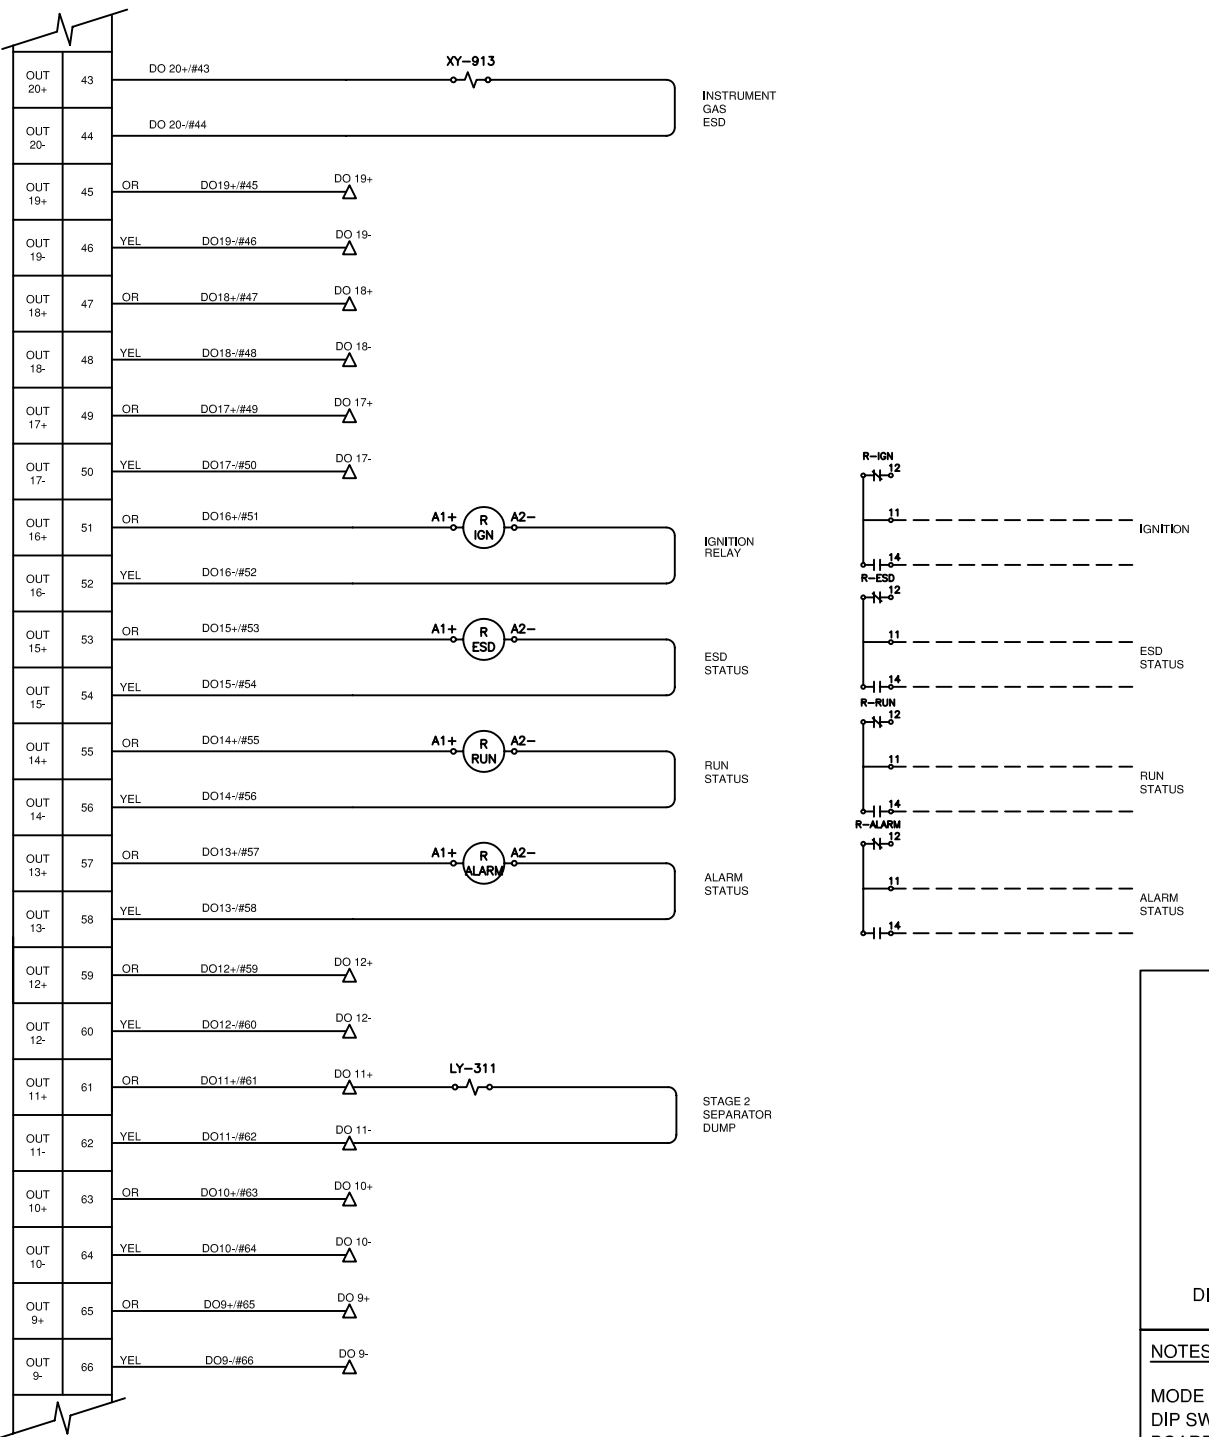 OUT 20+ 43 DO 20+/#43 XY-913
INSTRUMENT
GAS
ESD
OUT 20- 44 DO 20-/#44
OUT 19+ 45 OR DO19+/#45 DO 19+
OUT 19- 46 YEL DO19-/#46 DO 19-
OUT 18+ 47 OR DO18+/#47 DO 18+
OUT 18- 48 YEL DO18-/#48 DO 18-
OUT 17+ 49 OR DO17+/#49 DO 17+
OUT 17- 50 YEL DO17-/#50 DO 17-
OUT 16+ 51 OR DO16+/#51 A1+ R IGN A2-
IGNITION
RELAY
OUT 16- 52 YEL DO16-/#52
OUT 15+ 53 OR DO15+/#53 A1+ R ESD A2-
ESD
STATUS
OUT 15- 54 YEL DO15-/#54
OUT 14+ 55 OR DO14+/#55 A1+ R RUN A2-
RUN
STATUS
OUT 14- 56 YEL DO14-/#56
OUT 13+ 57 OR DO13+/#57 A1+ R ALARM A2-
ALARM
STATUS
OUT 13- 58 YEL DO13-/#58
OUT 12+ 59 OR DO12+/#59 DO 12+
OUT 12- 60 YEL DO12-/#60 DO 12-
OUT 11+ 61 OR DO11+/#61 DO 11+ LY-311
STAGE 2
SEPARATOR
DUMP
OUT 11- 62 YEL DO11-/#62 DO 11-
OUT 10+ 63 OR DO10+/#63 DO 10+
OUT 10- 64 YEL DO10-/#64 DO 10-
OUT 9+ 65 OR DO9+/#65 DO 9+
OUT 9- 66 YEL DO9-/#66 DO 9-
R-IGN
12
11
IGNITION
14
R-ESD
12
11
ESD
STATUS
14
R-RUN
12
11
RUN
STATUS
14
R-ALARM
12
11
ALARM
STATUS
14
NOTES
MODE
DIP SW